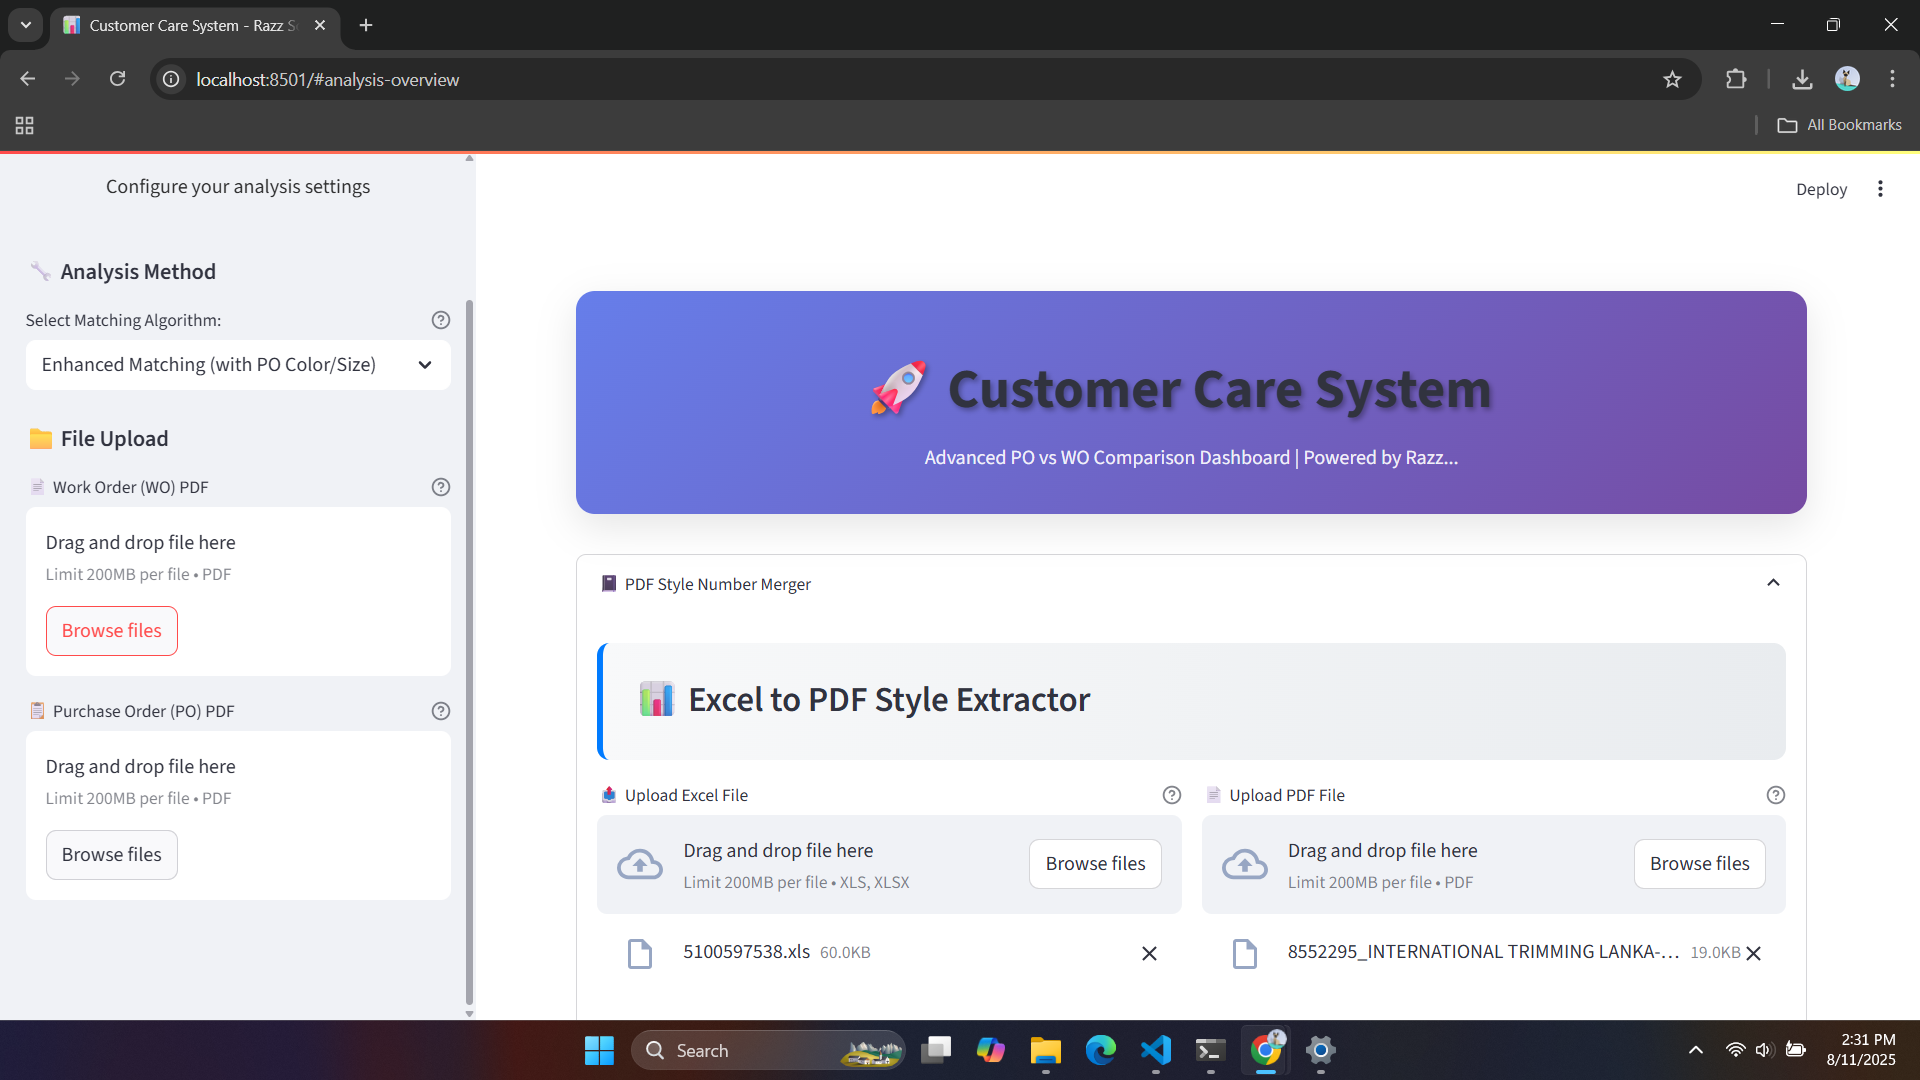 Customer Care System - Razz S
localhost:8501/#analysis-overview
All Bookmarks
Configure your analysis settings
Analysis Method
Select Matching Algorithm:
Enhanced Matching (with PO Color/Size)
File Upload
Work Order (WO) PDF
Drag and drop file here
Limit 200MB per file • PDF
Browse files
Purchase Order (PO) PDF
Drag and drop file here
Limit 200MB per file • PDF
Browse files
Deploy
Customer Care System
Advanced PO vs WO Comparison Dashboard | Powered by Razz...
PDF Style Number Merger
Excel to PDF Style Extractor
Upload Excel File
Drag and drop file here
Limit 200MB per file • XLS, XLSX
Browse files
5100597538.xls 60.0KB
Upload PDF File
Drag and drop file here
Limit 200MB per file • PDF
Browse files
8552295_INTERNATIONAL TRIMMING LANKA-... 19.0KB
Search
2:31 PM
8/11/2025